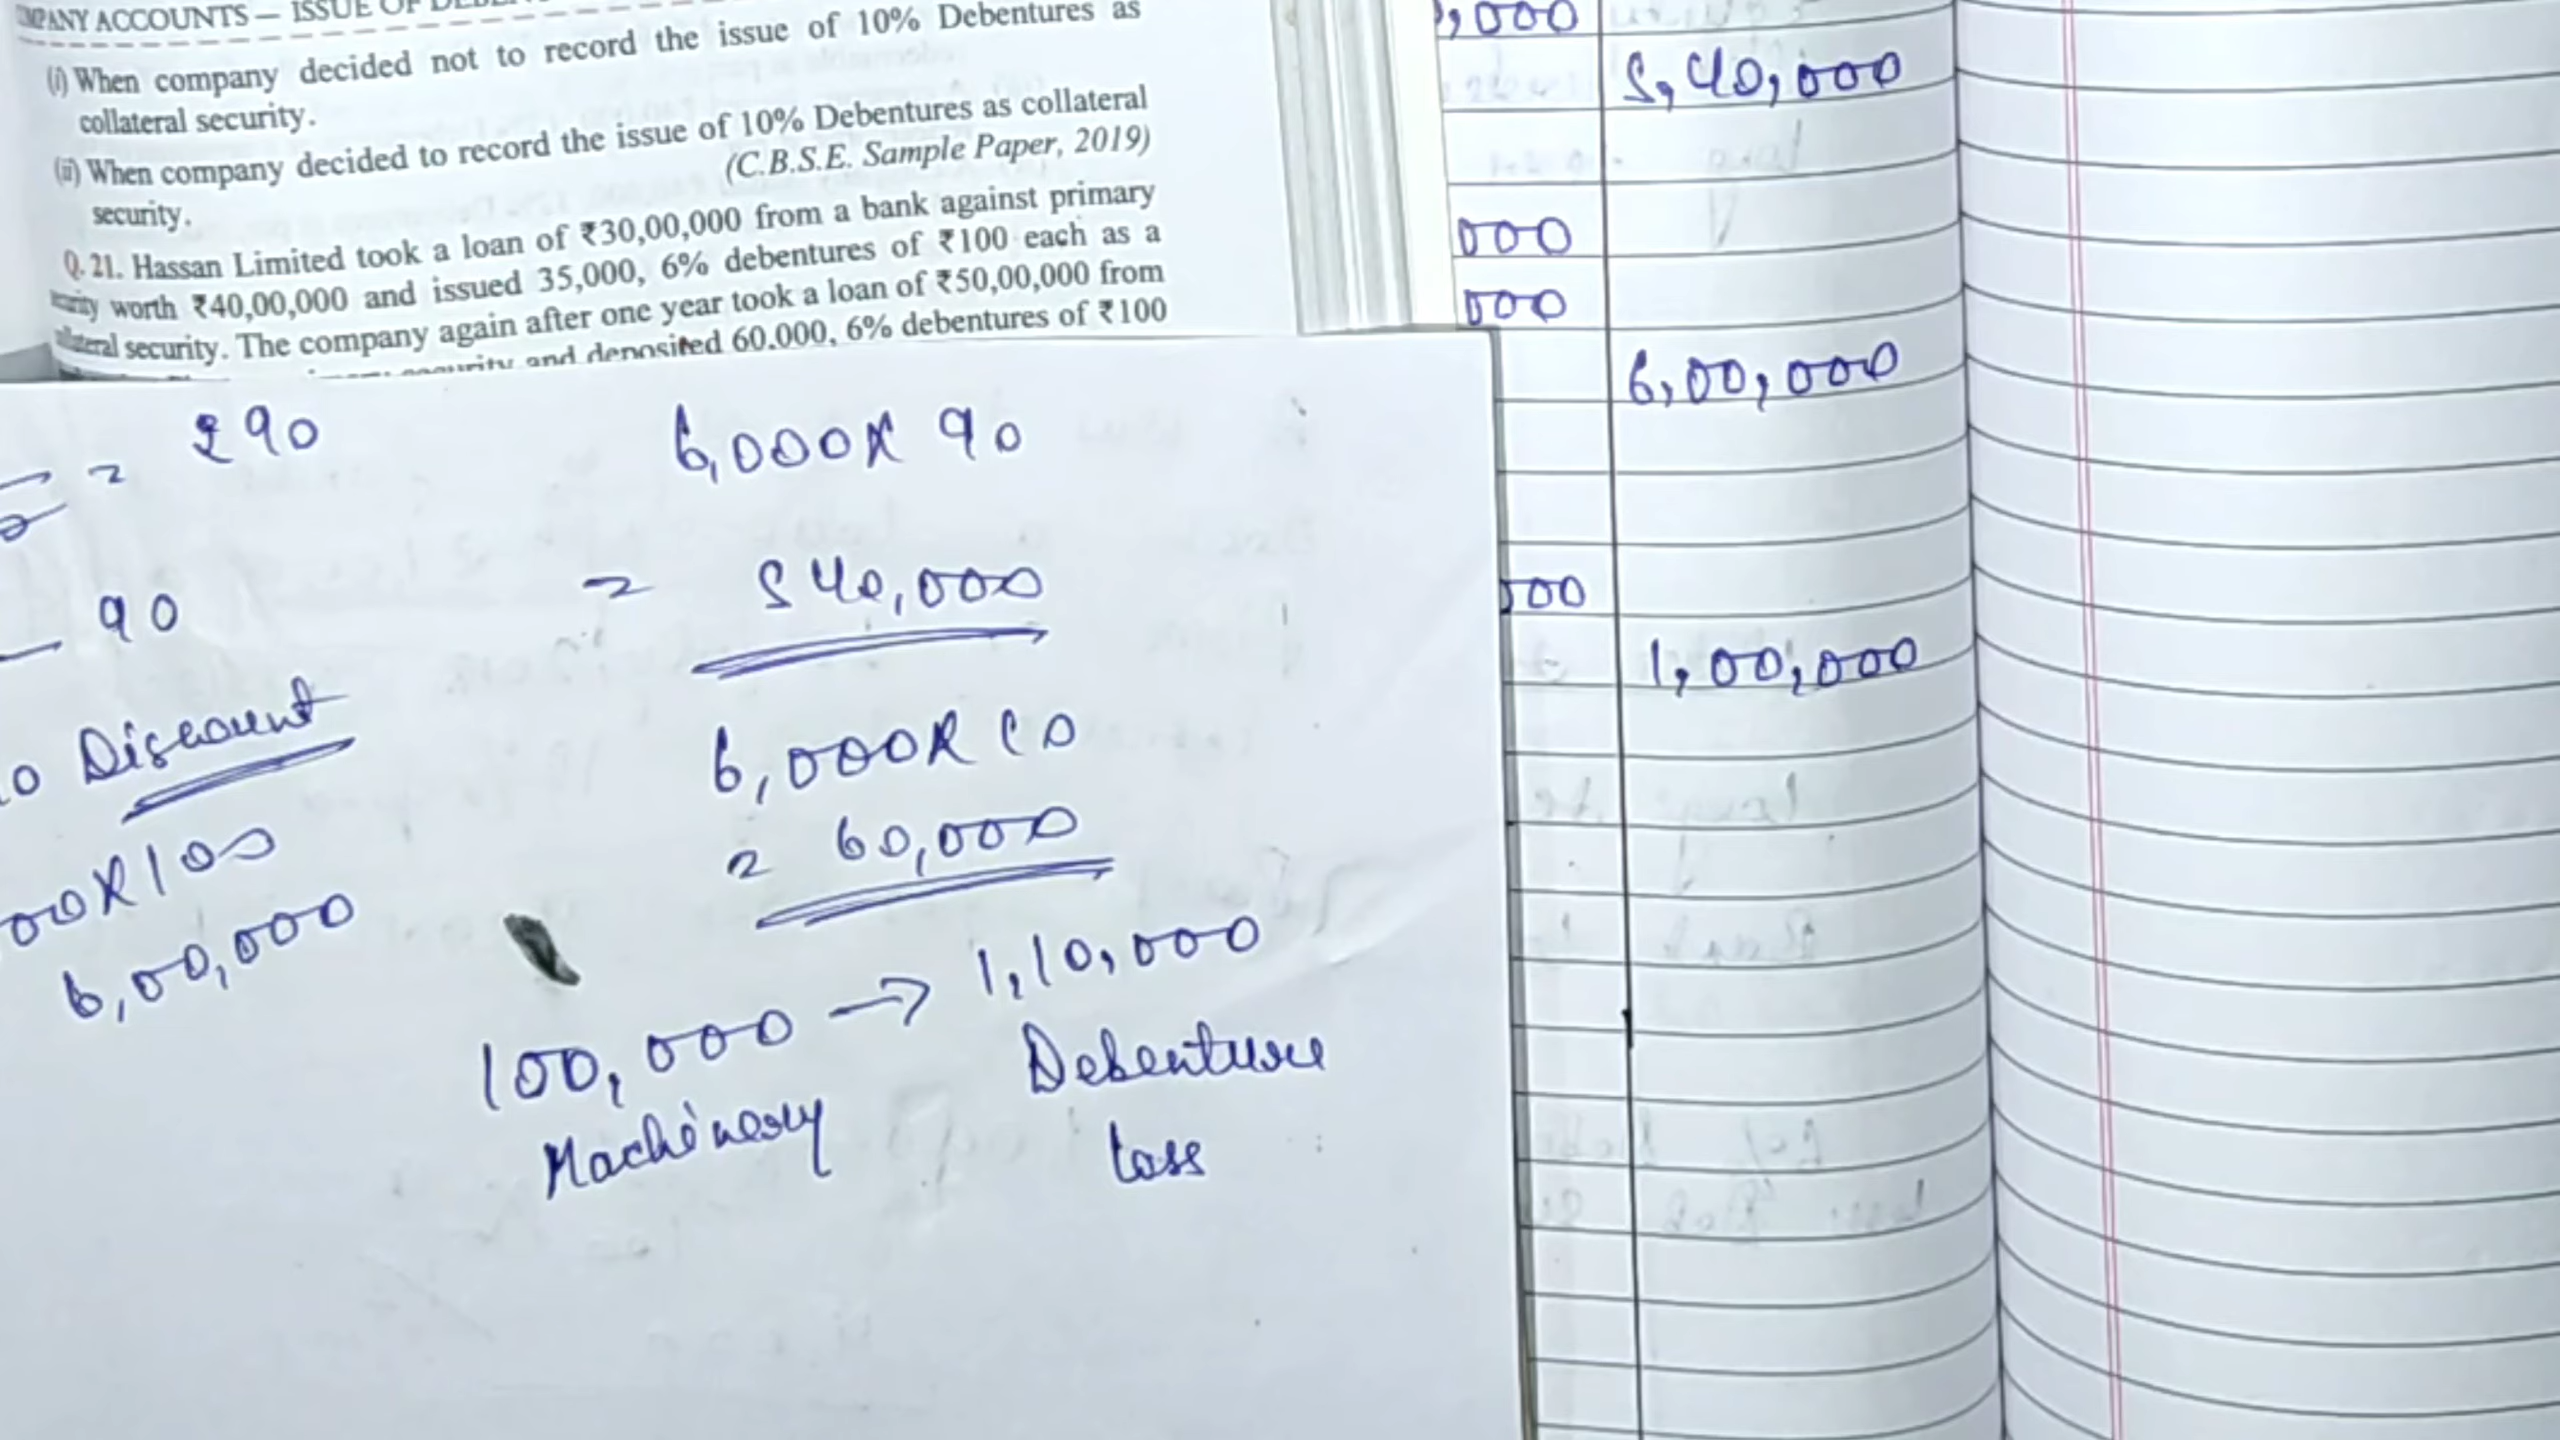 COMPANY ACCOUNTS — ISSUE OF
(i) When company decided not to record the issue of 10% Debentures as
collateral security.
(ii) When company decided to record the issue of 10% Debentures as collateral
security.
(C.B.S.E. Sample Paper, 2019)
Q. 21. Hassan Limited took a loan of ₹30,00,000 from a bank against primary
worth ₹40,00,000 and issued 35,000, 6% debentures of ₹100 each as a
security. The company again after one year took a loan of ₹50,00,000 from
security and deposited 60,000, 6% debentures of ₹100
= ₹90
90
Discount
00X100
6,00,000
6,000X 90
= 540,000
6,000X 10
= 60,000
100,000 → 1,10,000
Machinery
Debenture
loss
,000
5,40,000
000
000
6,00,000
000
1,00,000